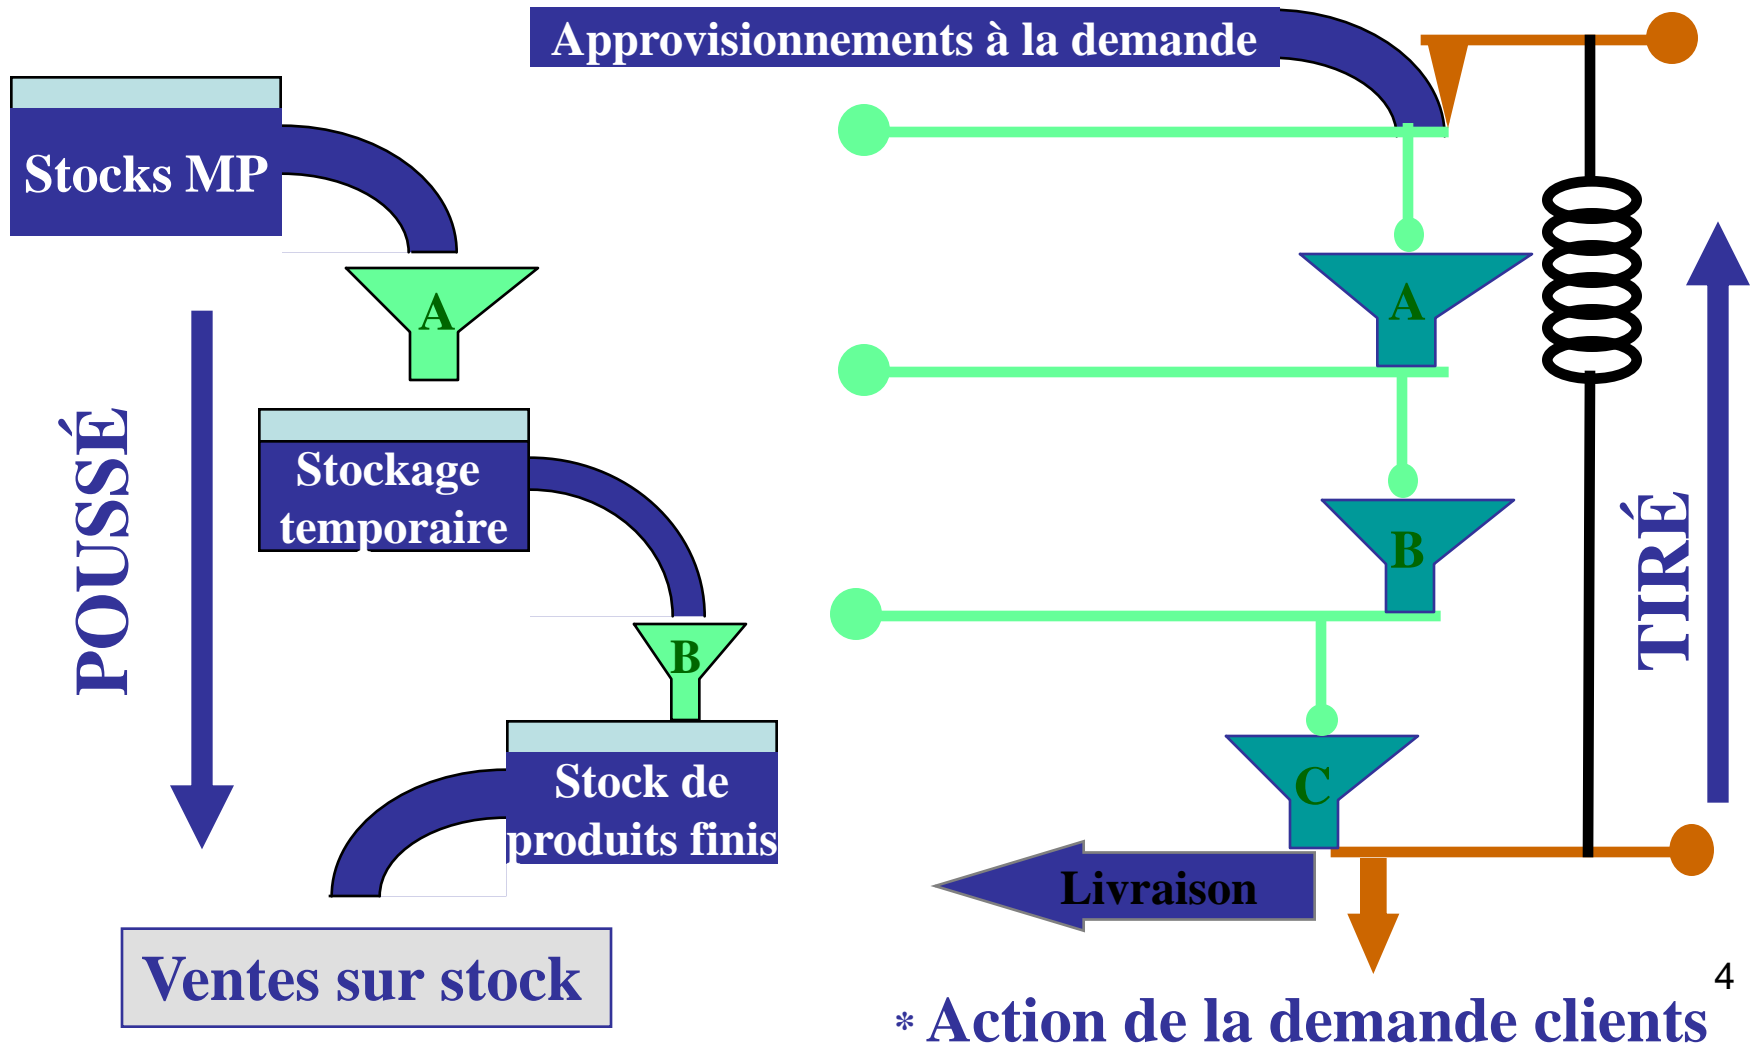 Approvisionnements à la demande
Stocks MP
A
POUSSÉ
Stockage
temporaire
B
Stock de
produits finis
Ventes sur stock
A
B
C
TIRÉ
Livraison
4
* Action de la demande clients